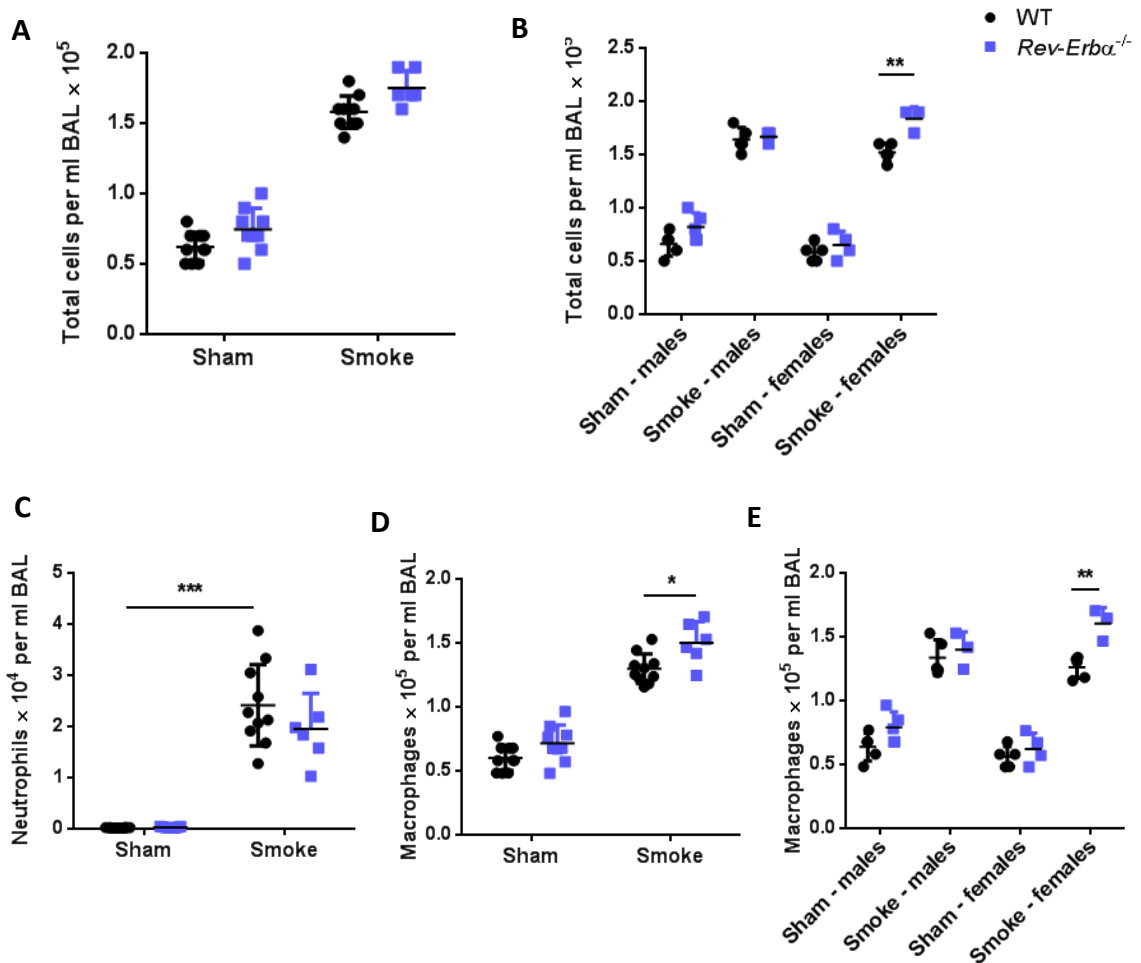 A
B
WT
Rev-Erbα⁻/⁻
Total cells per ml BAL × 10⁵
2.0
1.5
1.0
0.5
0.0
Sham
Smoke
Total cells per ml BAL ×
2.5
2.0
1.5
1.0
0.5
0.0
**
Sham - males
Smoke - males
Sham - females
Smoke - females
C
D
E
Neutrophils × 10⁴ per ml BAL
5
4
3
2
1
0
***
Sham
Smoke
Macrophages × 10⁵ per ml BAL
2.0
1.5
1.0
0.5
0.0
*
Sham
Smoke
Macrophages × 10⁵ per ml BAL
2.0
1.5
1.0
0.5
0.0
**
Sham - males
Smoke - males
Sham - females
Smoke - females